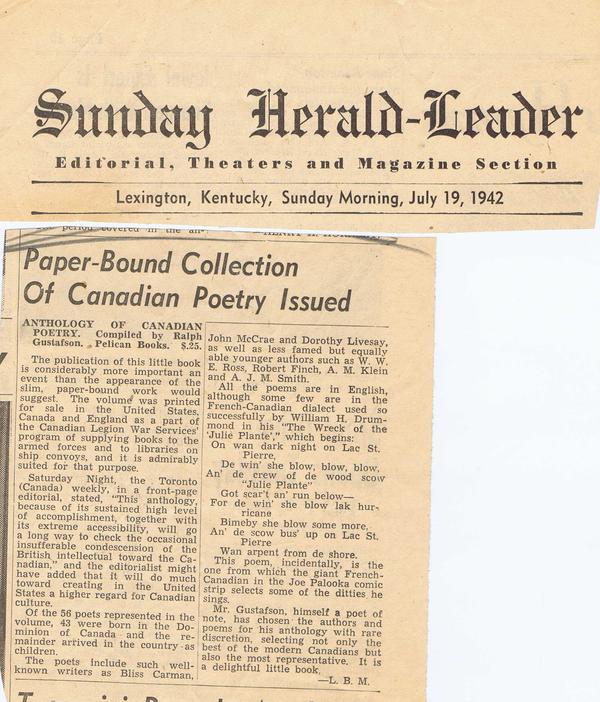 Sunday Herald-Leader
Editorial, Theaters and Magazine Section
Lexington, Kentucky, Sunday Morning, July 19, 1942
period covered in the an-
Paper-Bound Collection
Of Canadian Poetry Issued
ANTHOLOGY OF CANADIAN
POETRY. Compiled by Ralph
Gustafson. Pelican Books. $.25.
The publication of this little book
is considerably more important an
event than the appearance of the
slim, paper-bound work would
suggest. The volume was printed
for sale in the United States,
Canada and England as a part of
the Canadian Legion War Services'
program of supplying books to the
armed forces and to libraries on
ship convoys, and it is admirably
suited for that purpose.
Saturday Night, the Toronto
(Canada) weekly, in a front-page
editorial, stated, "This anthology,
because of its sustained high level
of accomplishment, together with
its extreme accessibility, will go
a long way to check the occasional
insufferable condescension of the
British intellectual toward the Ca-
nadian," and the editorialist might
have added that it will do much
toward creating in the United
States a higher regard for Canadian
culture.
Of the 56 poets represented in the
volume, 43 were born in the Do-
minion of Canada and the re-
mainder arrived in the country as
children.
The poets include such well-
known writers as Bliss Carman,
John McCrae and Dorothy Livesay,
as well as less famed but equally
able younger authors such as W. W.
E. Ross, Robert Finch, A. M. Klein
and A. J. M. Smith.
All the poems are in English,
although some few are in the
French-Canadian dialect used so
successfully by William H. Drum-
mond in his "The Wreck of the
'Julie Plante'," which begins:
On wan dark night on Lac St.
Pierre,
De win' she blow, blow, blow,
An' de crew of de wood scow
"Julie Plante"
Got scar't an' run below—
For de win' she blow lak hur-
ricane
Bimeby she blow some more,
An' de scow bus' up on Lac St.
Pierre
Wan arpent from de shore.
This poem, incidentally, is the
one from which the giant French-
Canadian in the Joe Palooka comic
strip selects some of the ditties he
sings.
Mr. Gustafson, himself a poet of
note, has chosen the authors and
poems for his anthology with rare
discretion, selecting not only the
best of the modern Canadians but
also the most representative. It is
a delightful little book.
—L. B. M.